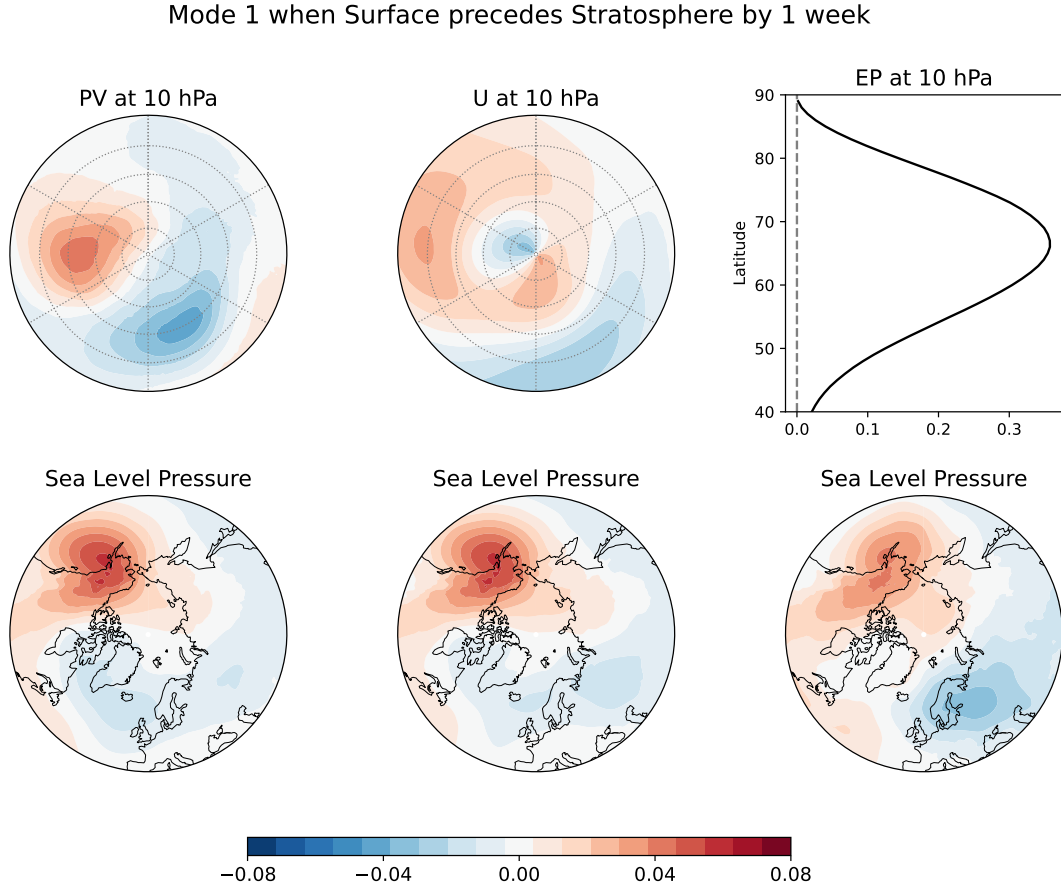 Mode 1 when Surface precedes Stratosphere by 1 week
PV at 10 hPa
U at 10 hPa
EP at 10 hPa
90
80
70
60
50
40
Latitude
0.0
0.1
0.2
0.3
Sea Level Pressure
Sea Level Pressure
Sea Level Pressure
−0.08
−0.04
0.00
0.04
0.08